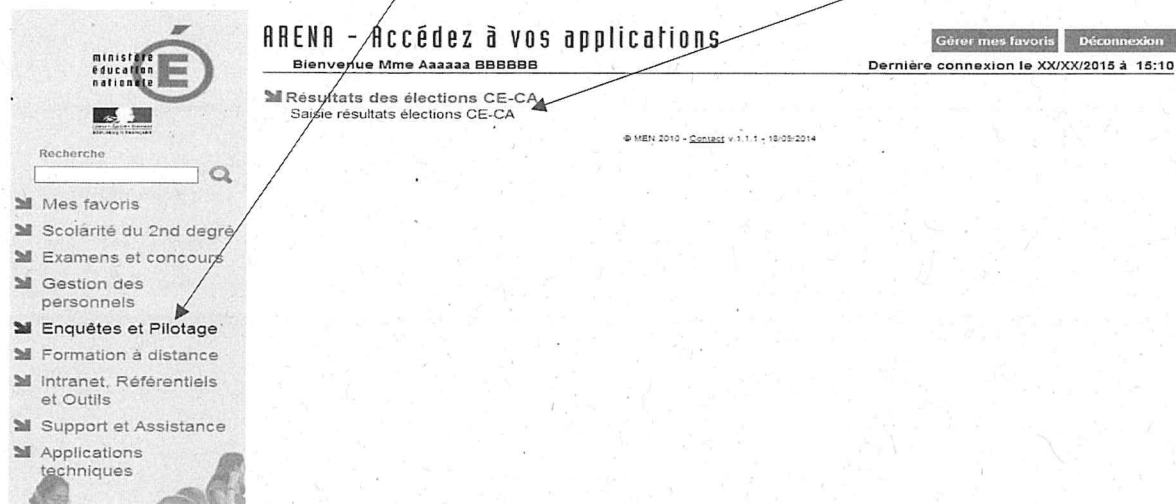 ministère
éducation
nationale
ARENA - Accédez à vos applications
Gérer mes favoris
Déconnexion
Bienvenue Mme Aaaaaa BBBBBB
Dernière connexion le XX/XX/2015 à 15:10
Résultats des élections CE-CA
Saisie résultats élections CE-CA
© MEN 2010 - Contact v.1.1.1 - 18/09/2014
Recherche
Mes favoris
Scolarité du 2nd degré
Examens et concours
Gestion des
personnels
Enquêtes et Pilotage
Formation à distance
Intranet, Référentiels
et Outils
Support et Assistance
Applications
techniques